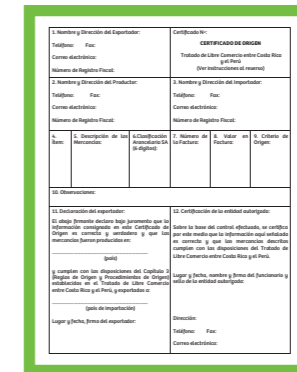 1. Nombre y Dirección del Exportador:
Teléfono: Fax:
Correo electrónico:
Número de Registro Fiscal:
Certificado Nº:
CERTIFICADO DE ORIGEN
Tratado de Libre Comercio entre Costa Rica
y el Perú
(Ver instrucciones al reverso)
2. Nombre y Dirección del Productor:
Teléfono: Fax:
Correo electrónico:
Número de Registro Fiscal:
3. Nombre y Dirección del Importador:
Teléfono: Fax:
Correo electrónico:
Número de Registro Fiscal:
4.
Ítem:
5. Descripción de las
Mercancías:
6.Clasificación
Arancelaria SA
(6 dígitos):
7. Número de
la Factura:
8. Valor en
Factura:
9. Criterio de
Origen:
10. Observaciones:
11. Declaración del exportador:
El abajo firmante declara bajo juramento que la
información consignada en este Certificado de
Origen es correcta y verdadera y que las
mercancías fueron producidas en:
(país)
y cumplen con las disposiciones del Capítulo 3
(Reglas de Origen y Procedimientos de Origen)
establecidas en el Tratado de Libre Comercio
entre Costa Rica y el Perú, y exportados a:
(país de importación)
Lugar y fecha, firma del exportador:
12. Certificación de la entidad autorizada:
Sobre la base del control efectuado, se certifica
por este medio que la información aquí señalada
es correcta y que las mercancías descritas
cumplen con las disposiciones del Tratado de
Libre Comercio entre Costa Rica y el Perú.
Lugar y fecha, nombre y firma del funcionario y
sello de la entidad autorizada:
Dirección:
Teléfono: Fax:
Correo electrónico: